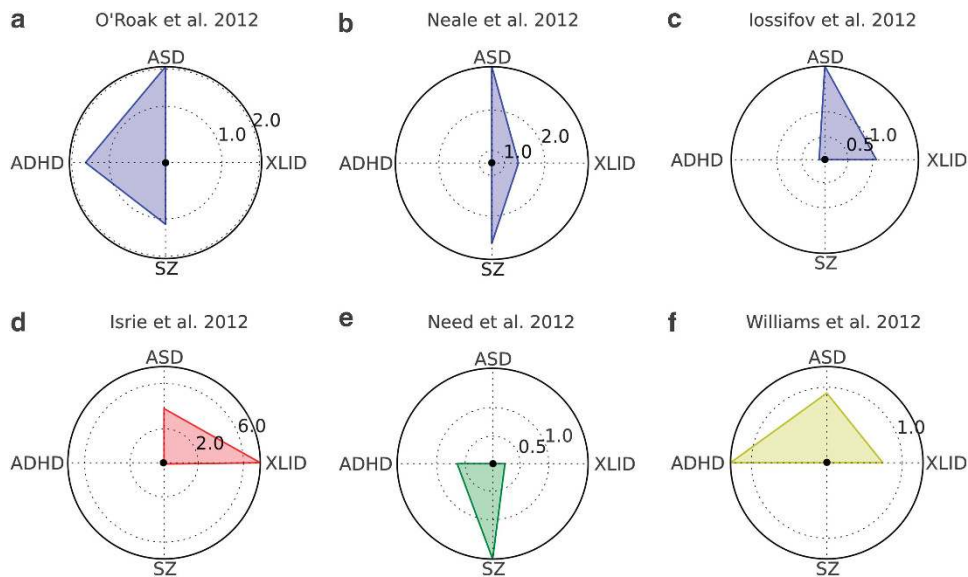 a O'Roak et al. 2012
ASD
2.0
1.0
ADHD XLID
SZ
b Neale et al. 2012
ASD
2.0
1.0
ADHD XLID
SZ
c Iossifov et al. 2012
ASD
1.0
0.5
ADHD XLID
SZ
d Isrie et al. 2012
ASD
6.0
2.0
ADHD XLID
SZ
e Need et al. 2012
ASD
1.0
0.5
ADHD XLID
SZ
f Williams et al. 2012
ASD
1.0
ADHD XLID
SZ